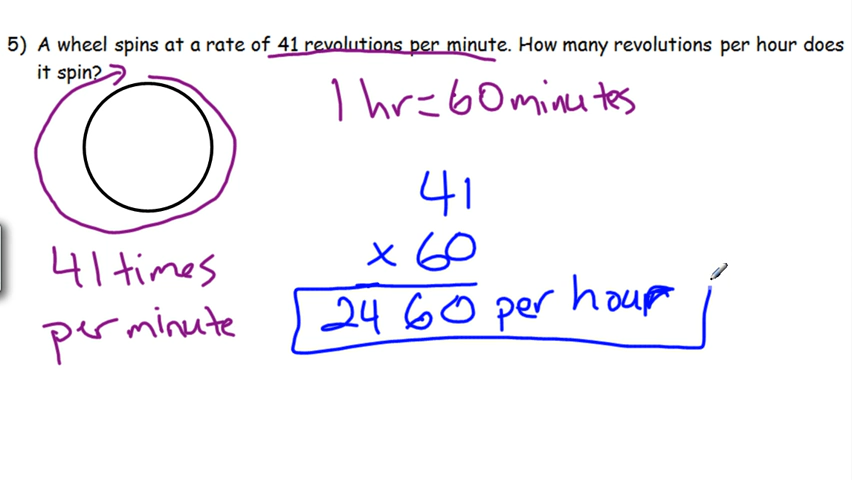 5) A wheel spins at a rate of 41 revolutions per minute. How many revolutions per hour does
it spin?
1 hr = 60 minutes
41
x 60
2460 per hour
41 times
per minute